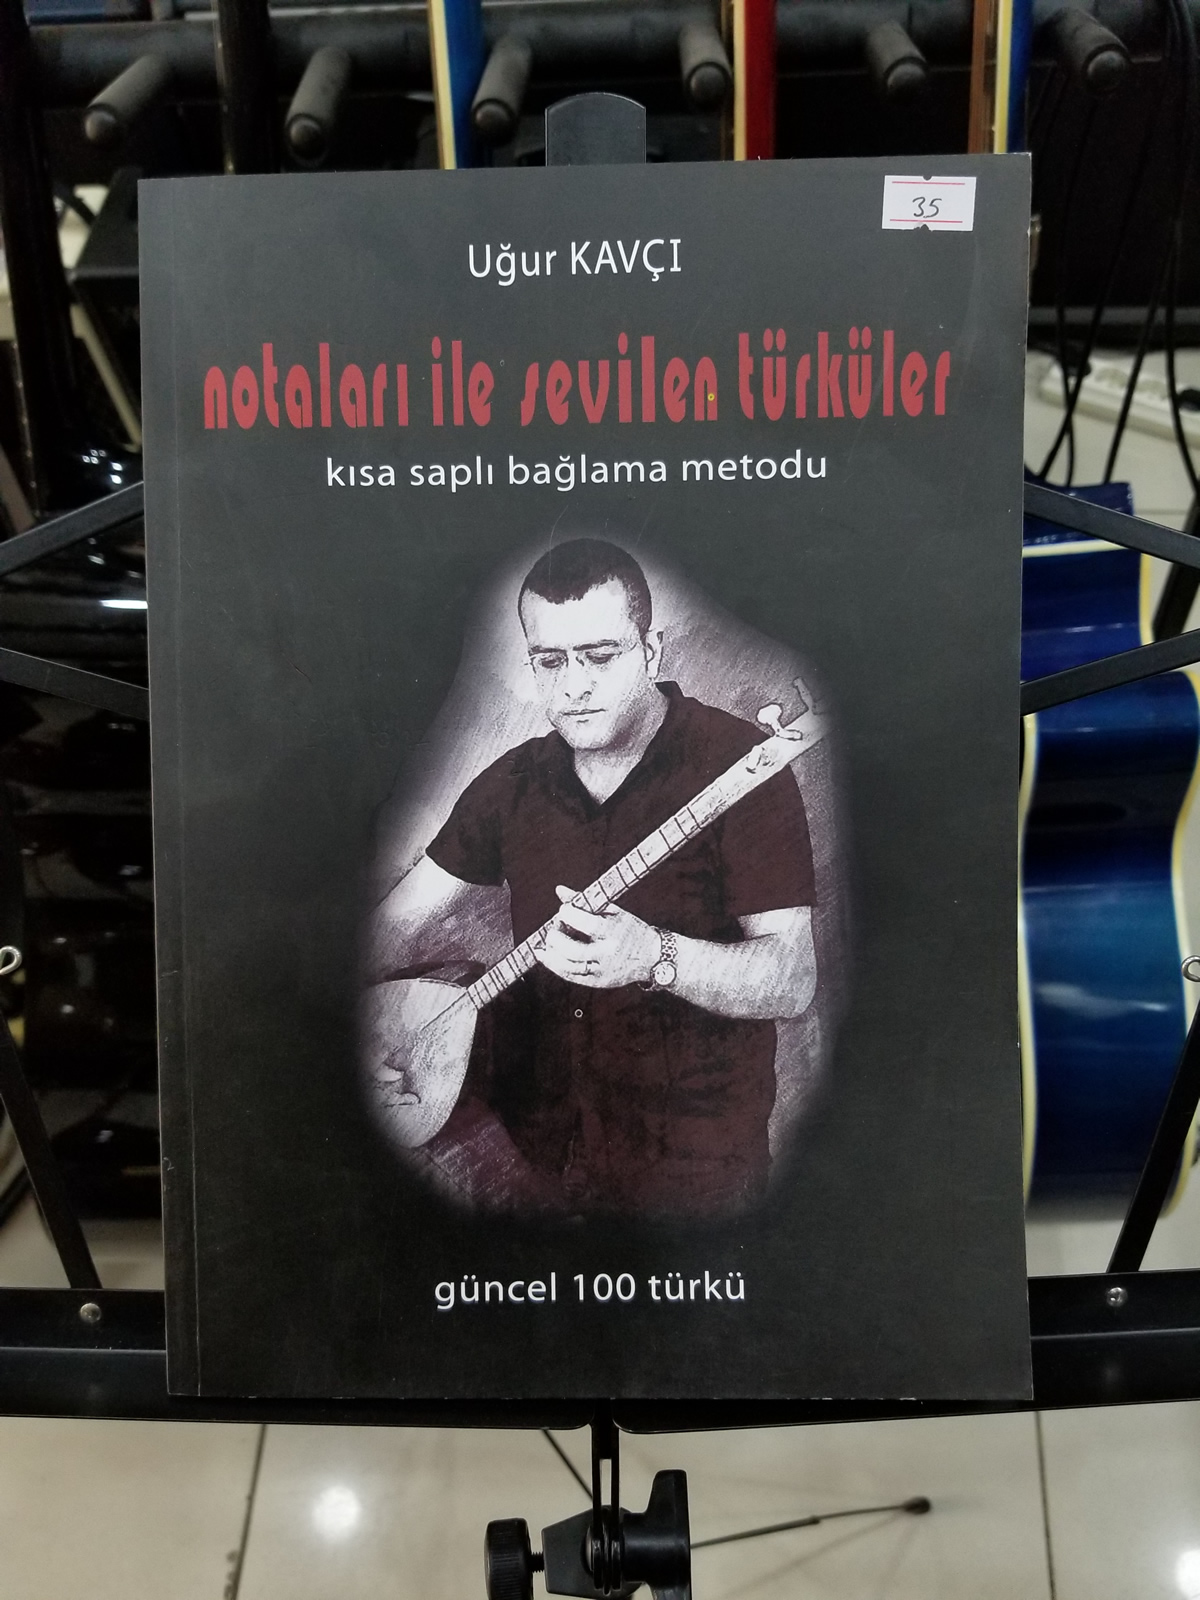 35
Uğur KAVÇI
notaları ile sevilen türküler
kısa saplı bağlama metodu
güncel 100 türkü